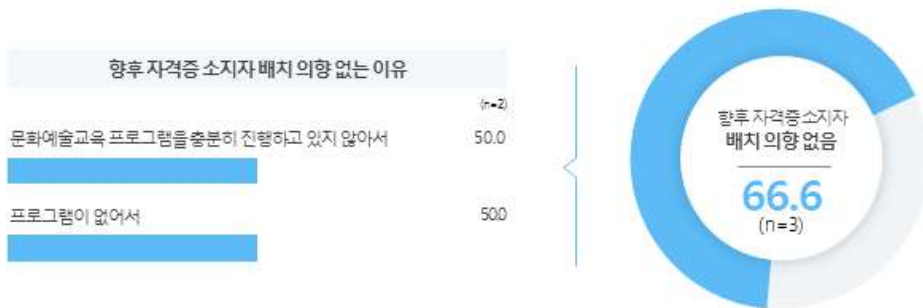 향후 자격증 소지자 배치 의향 없는 이유
(n=2)
문화예술교육 프로그램을 충분히 진행하고 있지 않아서 50.0
프로그램이 없어서 50.0
향후 자격증소지자
배치 의향 없음
66.6
(n=3)